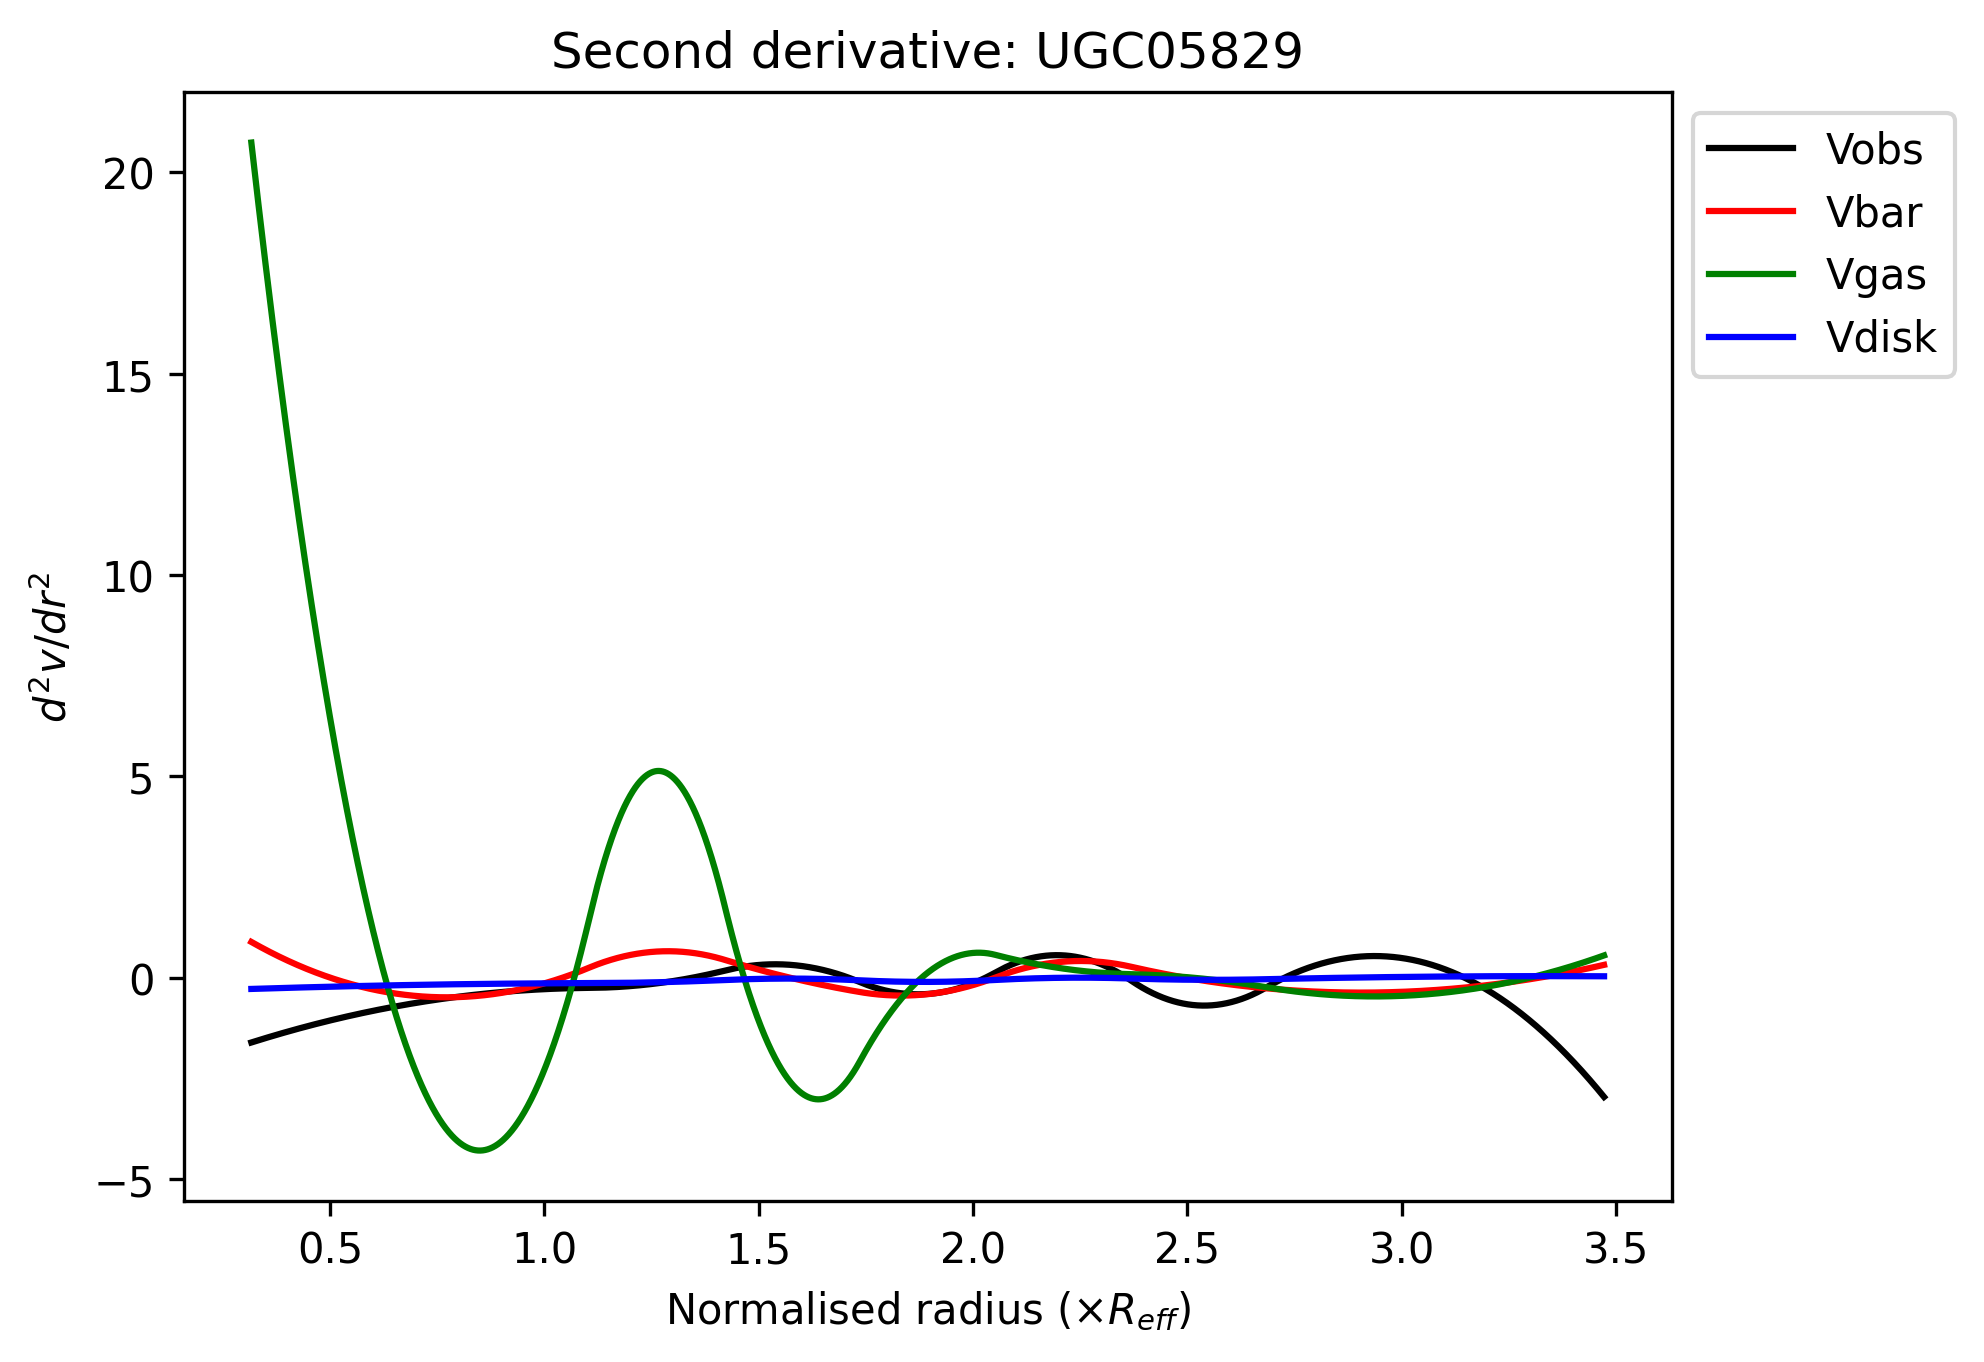 Second derivative: UGC05829
Vobs
Vbar
Vgas
Vdisk
20
15
10
5
0
−5
d²v/dr²
0.5 1.0 1.5 2.0 2.5 3.0 3.5
Normalised radius (×R_eff)